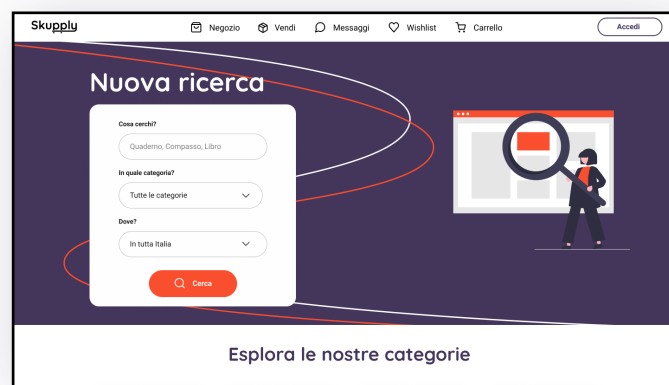 Skupply
Negozio
Vendi
Messaggi
Wishlist
Carrello
Accedi
Nuova ricerca
Cosa cerchi?
Quaderno, Compasso, Libro
In quale categoria?
Tutte le categorie
Dove?
In tutta Italia
Cerca
Esplora le nostre categorie